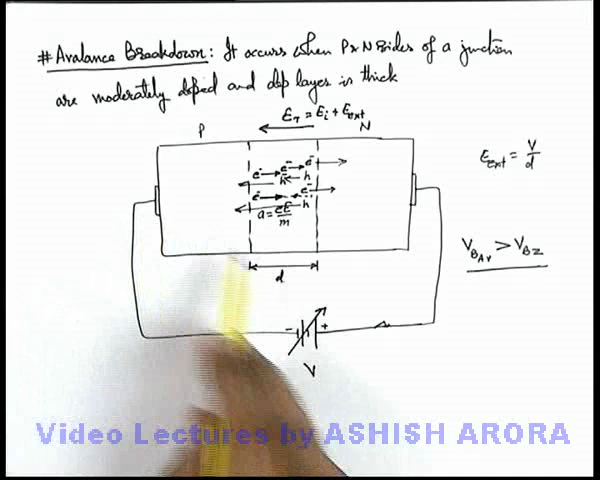 # Avalance Breakdown: It occurs when P & N sides of a junction
are moderately doped and dep layer is thick
E_T = E_i + E_ext
P N
E_ext = V/d
e⁻ e⁻ e⁻
h h
e⁻ e⁻
h
a = eE/m
V_BAv > V_BZ
d
- +
V
Video Lectures by ASHISH ARORA